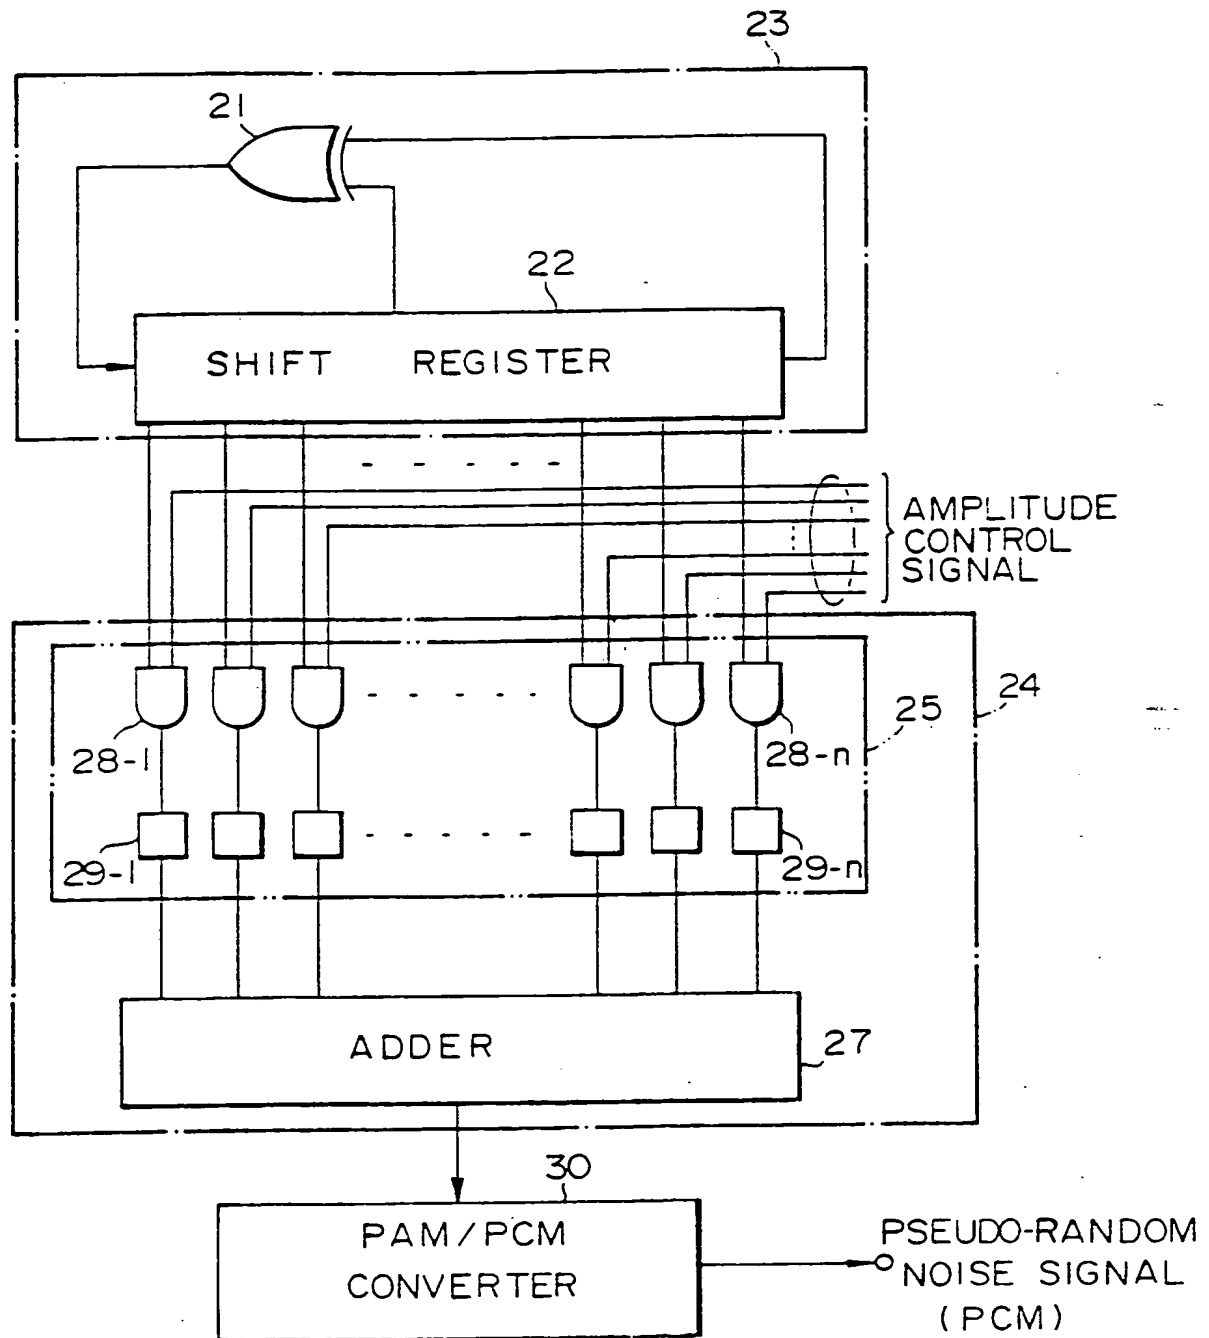 23
21
22
SHIFT REGISTER
AMPLITUDE
CONTROL
SIGNAL
24
25
28-1
28-n
29-1
29-n
ADDER
27
30
PAM/PCM
CONVERTER
PSEUDO-RANDOM
NOISE SIGNAL
(PCM)